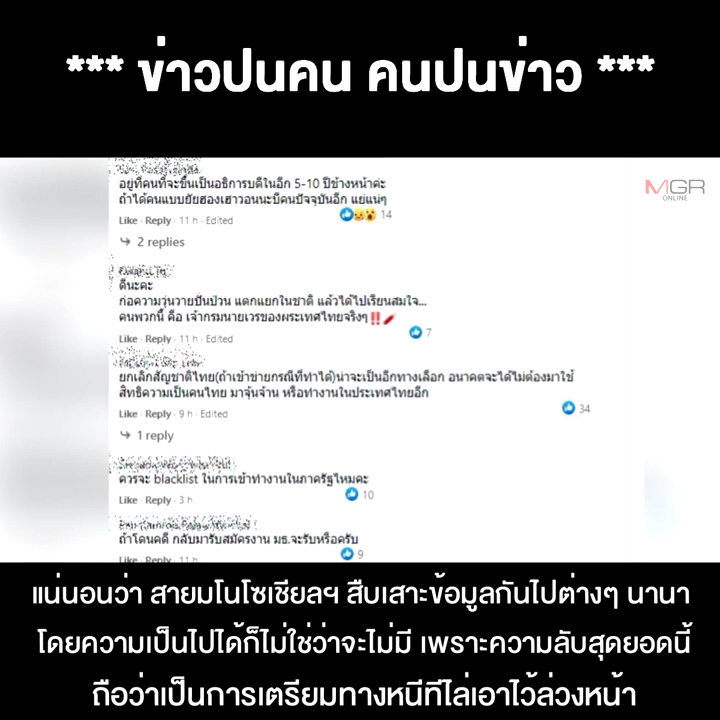 *** ข่าวปนคน คนปนข่าว ***
MGR
ONLINE
อยู่ที่คนที่จะขึ้นเป็นอธิการบดีในอีก 5-10 ปีข้างหน้าค่ะ
ถ้าได้คนแบบยัยฮองเฮาวอนนะบีคนปัจจุบันอีก แย่แน่ๆ
Like · Reply · 11 h · Edited
14
2 replies
ดีนะคะ
ก่อความวุ่นวายปั่นป่วน แตกแยกในชาติ แล้วได้ไปเรียนสมใจ...
คนพวกนี้ คือ เจ้ากรมนายเวรของประเทศไทยจริงๆ‼️
Like · Reply · 11 h · Edited
7
ยกเลิกสัญชาติไทย(ถ้าเข้าข่ายกรณีที่ทำได้)น่าจะเป็นอีกทางเลือก อนาคตจะได้ไม่ต้องมาใช้
สิทธิความเป็นคนไทย มาจุ้นจ้าน หรือทำงานในประเทศไทยอีก
Like · Reply · 9 h · Edited
34
1 reply
ควรจะ blacklist ในการเข้าทำงานในภาครัฐไหมคะ
Like · Reply · 3 h
10
ถ้าโดนคดี กลับมารับสมัครงาน มธ.จะรับหรือครับ
Like · Reply · 11 h
9
แน่นอนว่า สายมโนโซเชียลฯ สืบเสาะข้อมูลกันไปต่างๆ นานา
โดยความเป็นไปได้ก็ไม่ใช่ว่าจะไม่มี เพราะความลับสุดยอดนี้
ถือว่าเป็นการเตรียมทางหนีทีไล่เอาไว้ล่วงหน้า